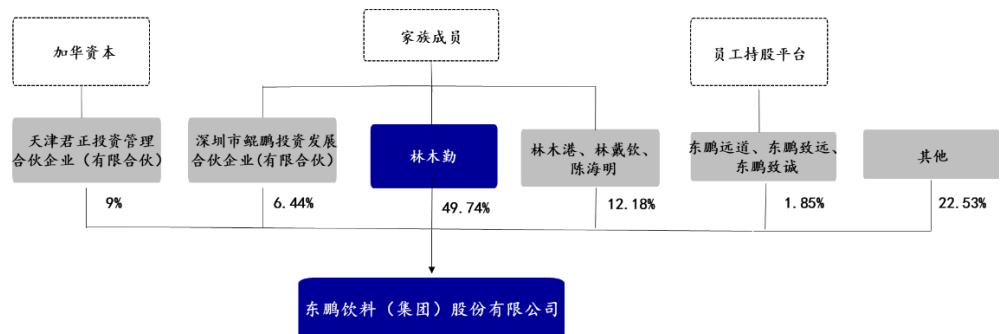 加华资本
家族成员
员工持股平台
天津君正投资管理
合伙企业（有限合伙）
深圳市鲲鹏投资发展
合伙企业(有限合伙）
林木勤
林木港、林戴钦、
陈海明
东鹏远道、东鹏致远、
东鹏致诚
其他
9%
6.44%
49.74%
12.18%
1.85%
22.53%
东鹏饮料（集团）股份有限公司